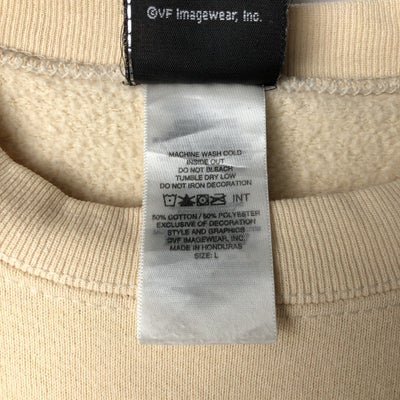 ©VF Imagewear, Inc.
MACHINE WASH COLD
INSIDE OUT
DO NOT BLEACH
TUMBLE DRY LOW
DO NOT IRON DECORATION
INT
50% COTTON / 50% POLYESTER
EXCLUSIVE OF DECORATION
STYLE AND GRAPHICS
©VF IMAGEWEAR, INC.
MADE IN HONDURAS
SIZE: L